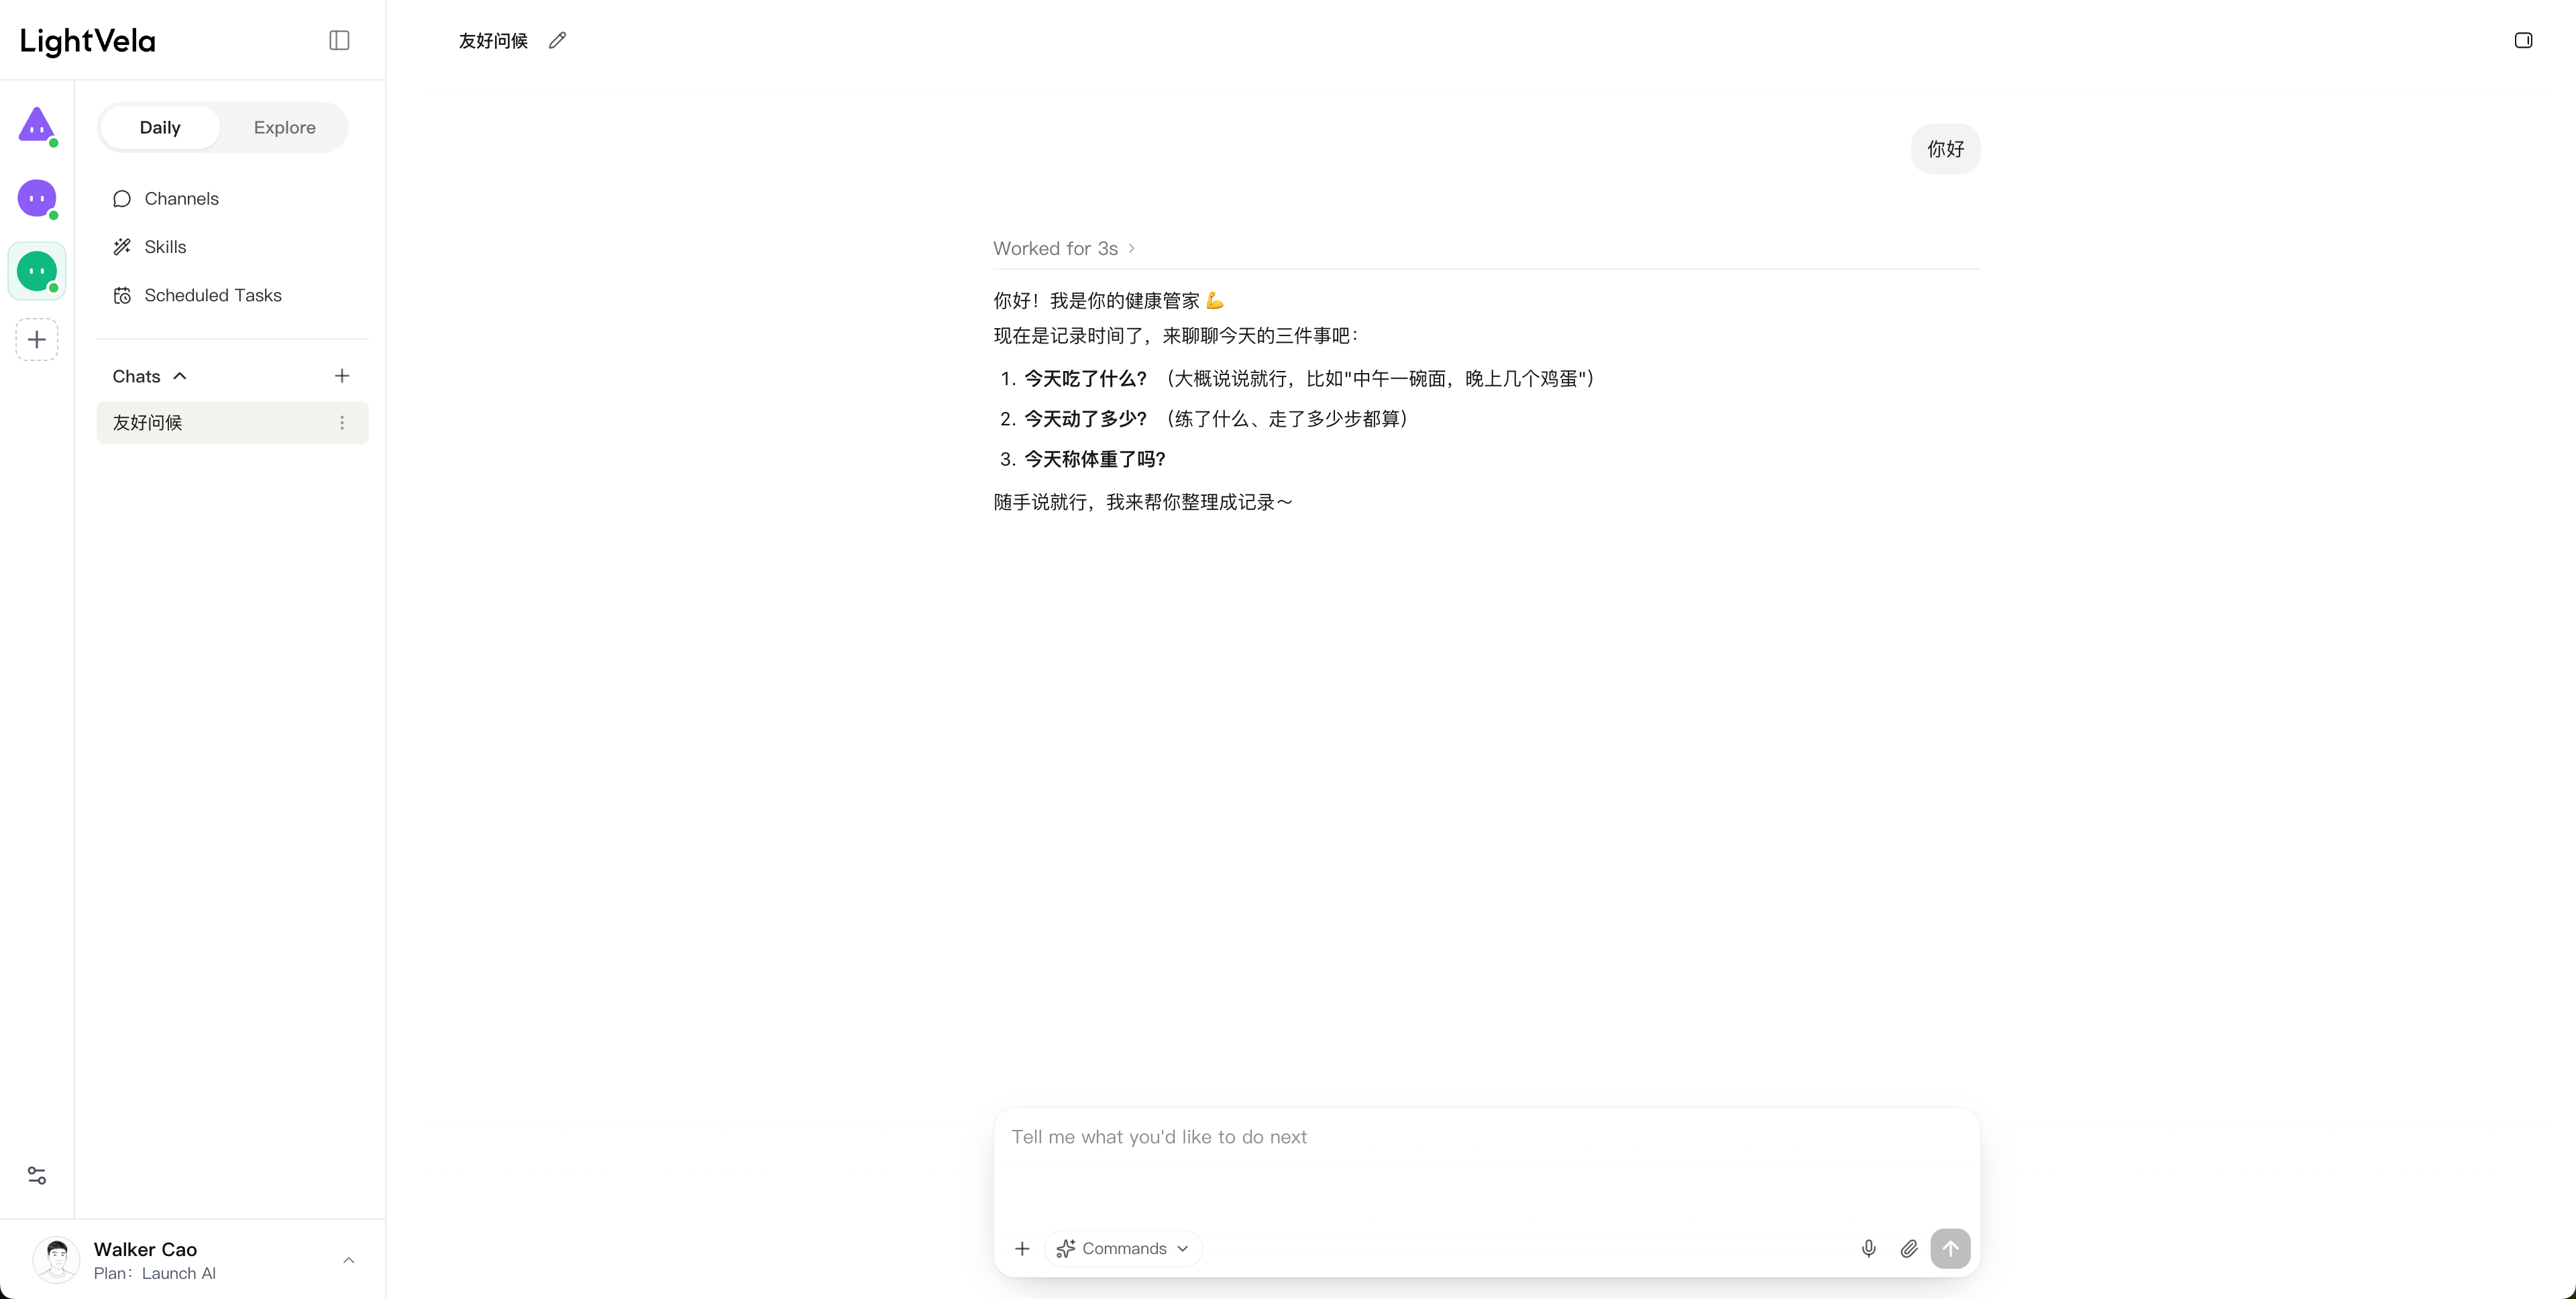 LightVela
友好问候
Daily
Explore
Channels
Skills
Scheduled Tasks
Chats
友好问候
你好
Worked for 3s
你好！我是你的健康管家 💪
现在是记录时间了，来聊聊今天的三件事吧：
1. 今天吃了什么？（大概说说就行，比如"中午一碗面，晚上几个鸡蛋"）
2. 今天动了多少？（练了什么、走了多少步都算）
3. 今天称体重了吗？
随手说就行，我来帮你整理成记录～
Tell me what you'd like to do next
Commands
Walker Cao
Plan：Launch AI